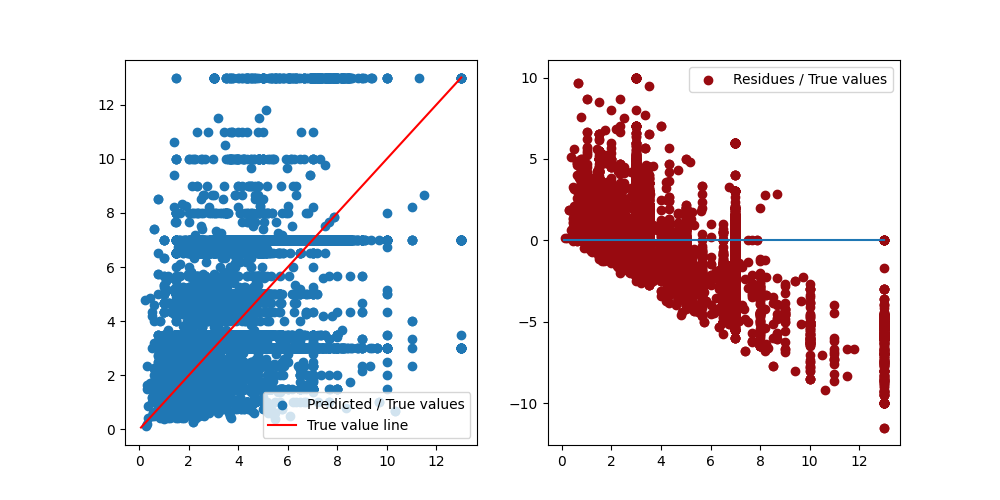 12
10
8
6
4
2
0
0 2 4 6 8 10 12
Predicted / True values
True value line
10
5
0
−5
−10
0 2 4 6 8 10 12
Residues / True values